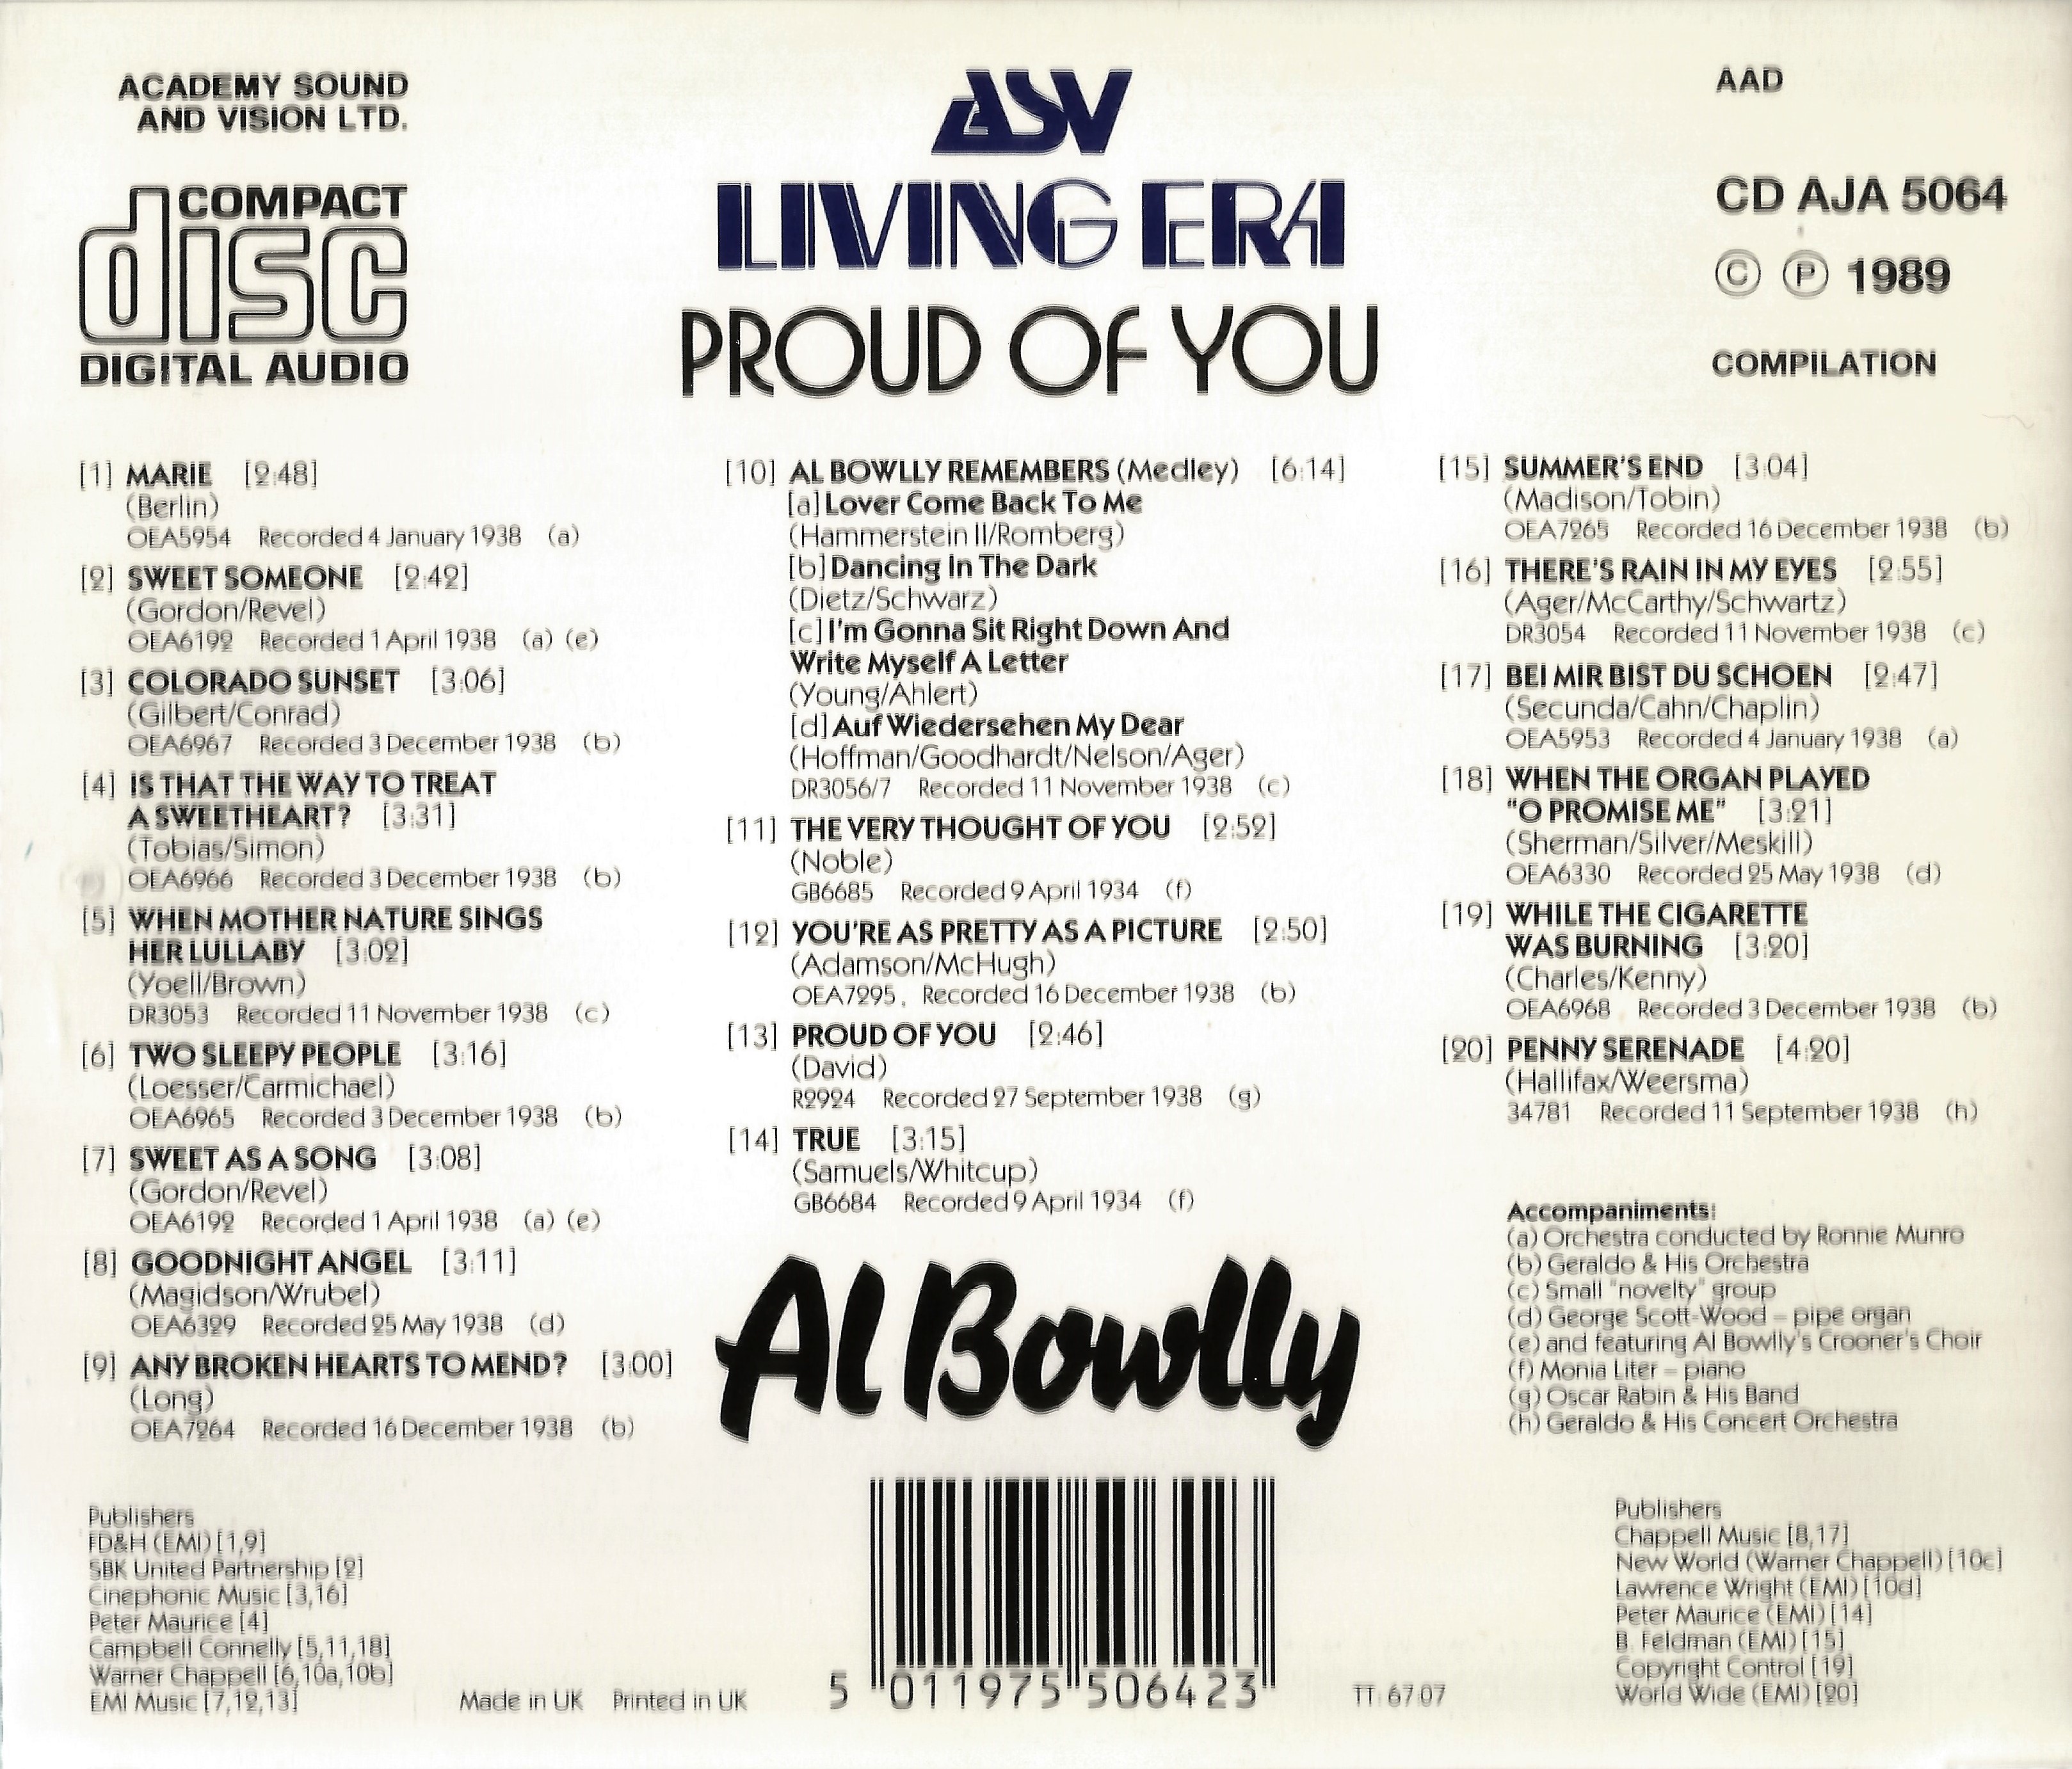 ACADEMY SOUND
AND VISION LTD.
COMPACT
disc
DIGITAL AUDIO
ASV
LIVING ERA
PROUD OF YOU
AAD
CD AJA 5064
Ⓒ Ⓟ 1989
COMPILATION
[1] MARIE [2:48]
(Berlin)
OEA5954 Recorded 4 January 1938 (a)
[2] SWEET SOMEONE [2:42]
(Gordon/Revel)
OEA6192 Recorded 1 April 1938 (a) (e)
[3] COLORADO SUNSET [3:06]
(Gilbert/Conrad)
OEA6967 Recorded 3 December 1938 (b)
[4] IS THAT THE WAY TO TREAT
A SWEETHEART? [3:31]
(Tobias/Simon)
OEA6966 Recorded 3 December 1938 (b)
[5] WHEN MOTHER NATURE SINGS
HER LULLABY [3:02]
(Yoell/Brown)
DR3053 Recorded 11 November 1938 (c)
[6] TWO SLEEPY PEOPLE [3:16]
(Loesser/Carmichael)
OEA6965 Recorded 3 December 1938 (b)
[7] SWEET AS A SONG [3:08]
(Gordon/Revel)
OEA6192 Recorded 1 April 1938 (a) (e)
[8] GOODNIGHT ANGEL [3:11]
(Magidson/Wrubel)
OEA6329 Recorded 25 May 1938 (d)
[9] ANY BROKEN HEARTS TO MEND? [3:00]
(Long)
OEA7264 Recorded 16 December 1938 (b)
[10] AL BOWLLY REMEMBERS (Medley) [6:14]
[a] Lover Come Back To Me
(Hammerstein II/Romberg)
[b] Dancing In The Dark
(Dietz/Schwarz)
[c] I'm Gonna Sit Right Down And
Write Myself A Letter
(Young/Ahlert)
[d] Auf Wiedersehen My Dear
(Hoffman/Goodhardt/Nelson/Ager)
DR3056/7 Recorded 11 November 1938 (c)
[11] THE VERY THOUGHT OF YOU [2:52]
(Noble)
GB6685 Recorded 9 April 1934 (f)
[12] YOU'RE AS PRETTY AS A PICTURE [2:50]
(Adamson/McHugh)
OEA7295, Recorded 16 December 1938 (b)
[13] PROUD OF YOU [2:46]
(David)
R2924 Recorded 27 September 1938 (g)
[14] TRUE [3:15]
(Samuels/Whitcup)
GB6684 Recorded 9 April 1934 (f)
[15] SUMMER'S END [3:04]
(Madison/Tobin)
OEA7265 Recorded 16 December 1938 (b)
[16] THERE'S RAIN IN MY EYES [2:55]
(Ager/McCarthy/Schwartz)
DR3054 Recorded 11 November 1938 (c)
[17] BEI MIR BIST DU SCHOEN [2:47]
(Secunda/Cahn/Chaplin)
OEA5953 Recorded 4 January 1938 (a)
[18] WHEN THE ORGAN PLAYED
"O PROMISE ME" [3:21]
(Sherman/Silver/Meskill)
OEA6330 Recorded 25 May 1938 (d)
[19] WHILE THE CIGARETTE
WAS BURNING [3:20]
(Charles/Kenny)
OEA6968 Recorded 3 December 1938 (b)
[20] PENNY SERENADE [4:20]
(Hallifax/Weersma)
34781 Recorded 11 September 1938 (h)
Accompaniments:
(a) Orchestra conducted by Ronnie Munro
(b) Geraldo & His Orchestra
(c) Small "novelty" group
(d) George Scott-Wood – pipe organ
(e) and featuring Al Bowlly's Crooner's Choir
(f) Monia Liter – piano
(g) Oscar Rabin & His Band
(h) Geraldo & His Concert Orchestra
Al Bowlly
Publishers
FD&H (EMI) [1,9]
SBK United Partnership [2]
Cinephonic Music [3,16]
Peter Maurice [4]
Campbell Connelly [5,11,18]
Warner Chappell [6,10a,10b]
EMI Music [7,12,13]
Made in UK Printed in UK
5 011975 506423
TT: 67:07
Publishers
Chappell Music [8,17]
New World (Warner Chappell) [10c]
Lawrence Wright (EMI) [10d]
Peter Maurice (EMI) [14]
B. Feldman (EMI) [15]
Copyright Control [19]
World Wide (EMI) [20]